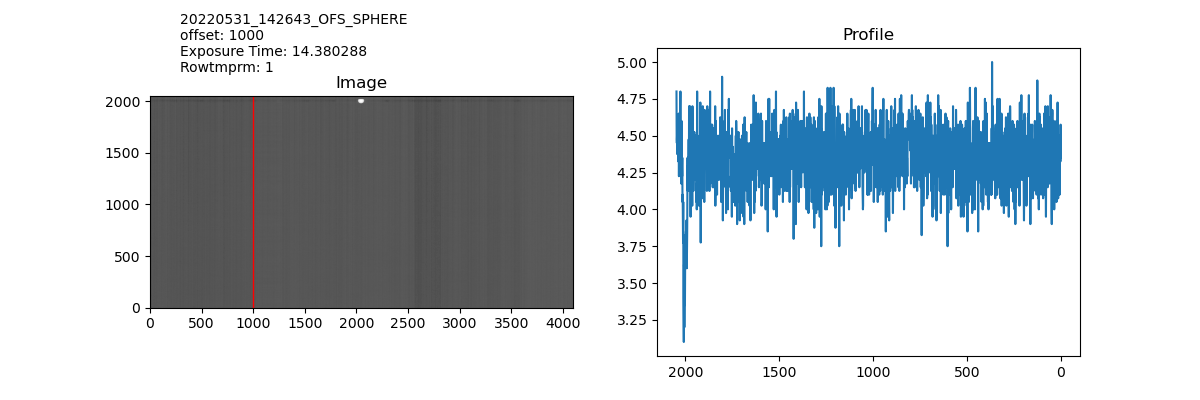 20220531_142643_OFS_SPHERE
offset: 1000
Exposure Time: 14.380288
Rowtmprm: 1
Image
2000
1500
1000
500
0
0 500 1000 1500 2000 2500 3000 3500 4000
Profile
5.00
4.75
4.50
4.25
4.00
3.75
3.50
3.25
2000 1500 1000 500 0